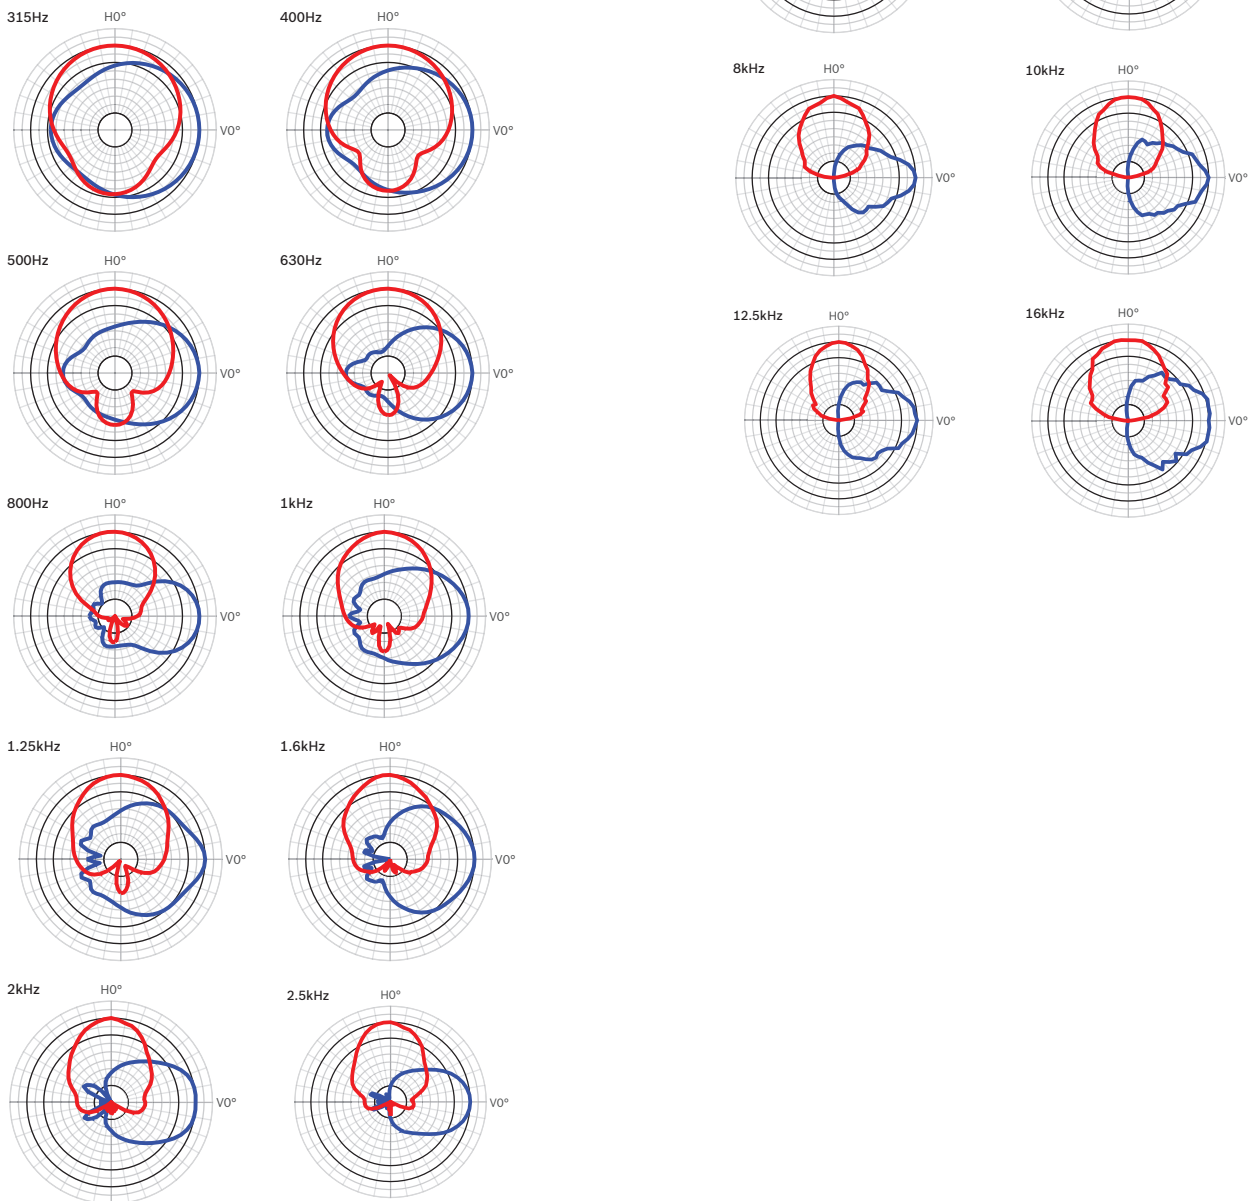 315Hz H0° 400Hz H0°
V0° V0°
500Hz H0° 630Hz H0°
V0° V0°
800Hz H0° 1kHz H0°
V0° V0°
1.25kHz H0° 1.6kHz H0°
V0° V0°
2kHz H0° 2.5kHz H0°
V0° V0°
8kHz H0° 10kHz H0°
V0° V0°
12.5kHz H0° 16kHz H0°
V0° V0°